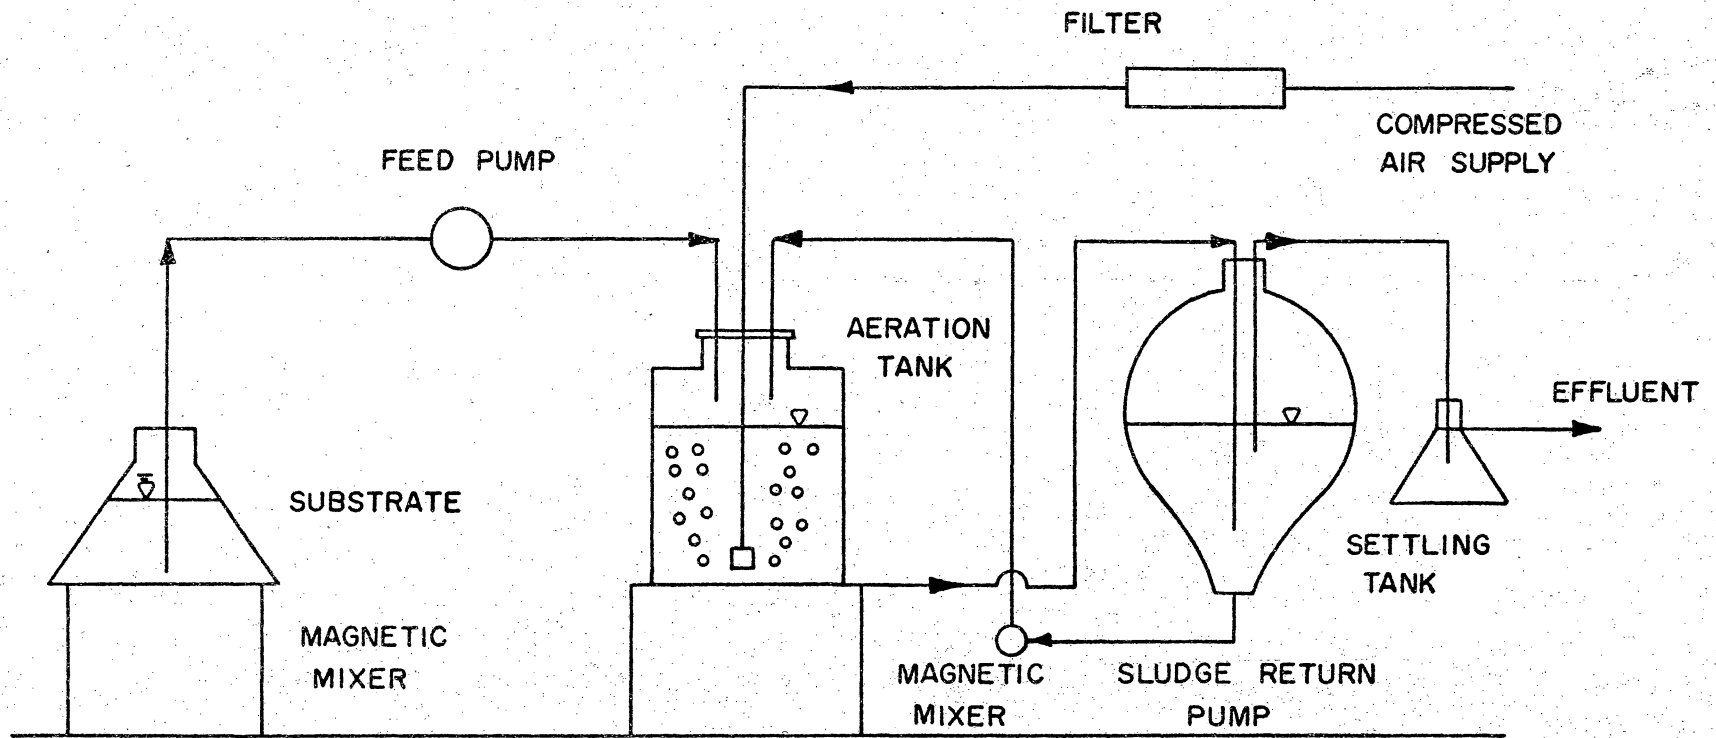 FILTER
COMPRESSED
AIR SUPPLY
FEED PUMP
AERATION
TANK
EFFLUENT
SUBSTRATE
SETTLING
TANK
MAGNETIC
MIXER
MAGNETIC
MIXER
SLUDGE RETURN
PUMP